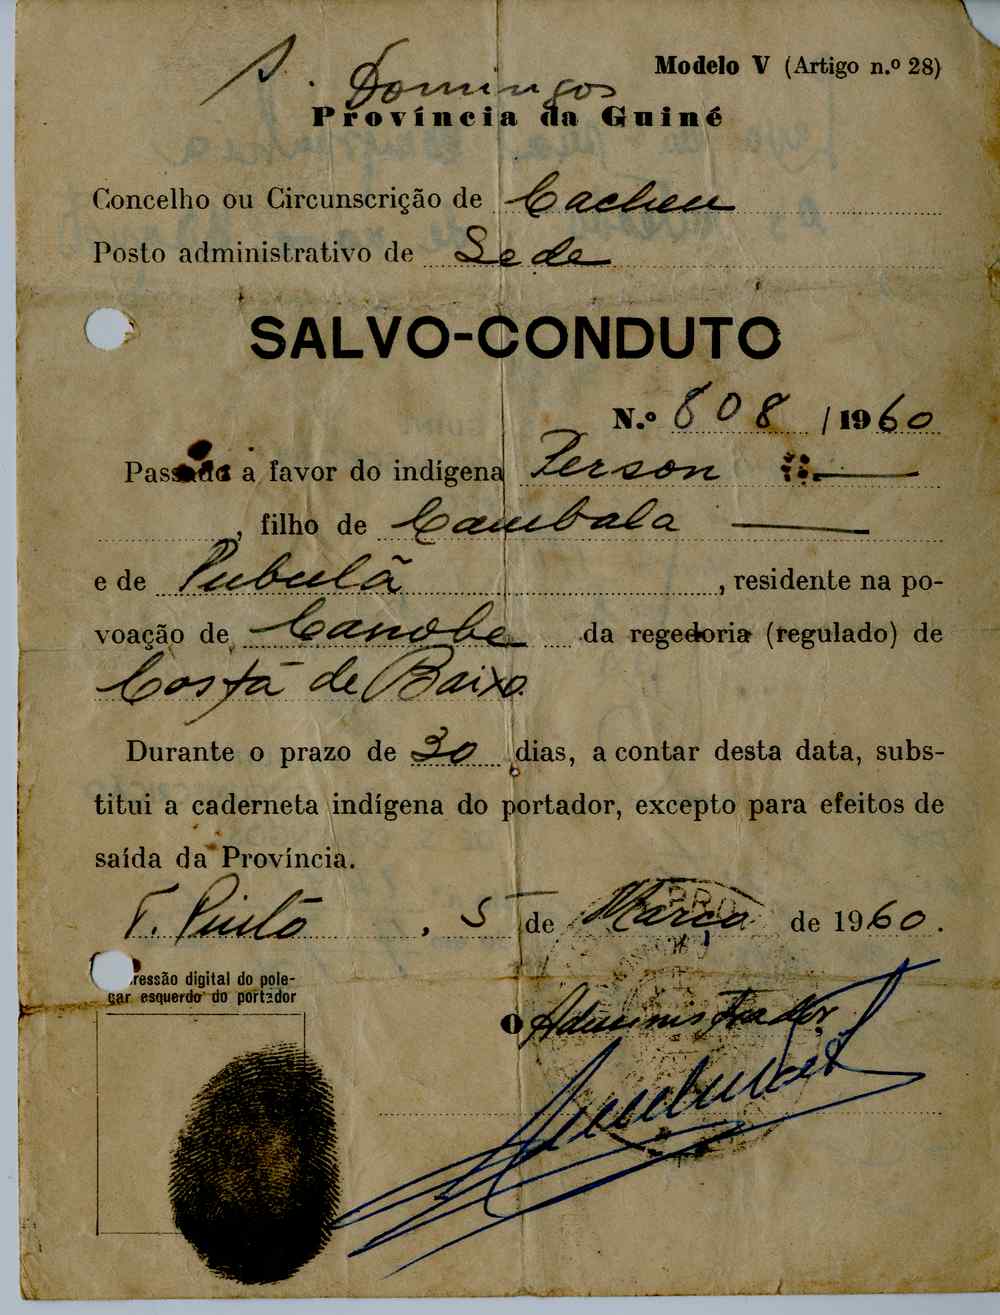 Modelo V (Artigo n.º 28)
S. Domingos
Província da Guiné
Concelho ou Circunscrição de Cacheu
Posto administrativo de Sede
SALVO-CONDUTO
N.º 808 / 1960
Passado a favor do indígena Person
, filho de Cambala
e de Pubulã , residente na po-
voação de Canobe da regedoria (regulado) de
Costa de Baixo
Durante o prazo de 30 dias, a contar desta data, subs-
titui a caderneta indígena do portador, excepto para efeitos de
saída da Província.
T. Pinto , 5 de Março de 1960.
ressão digital do pole-
gar esquerdo do portador
O Administrador,